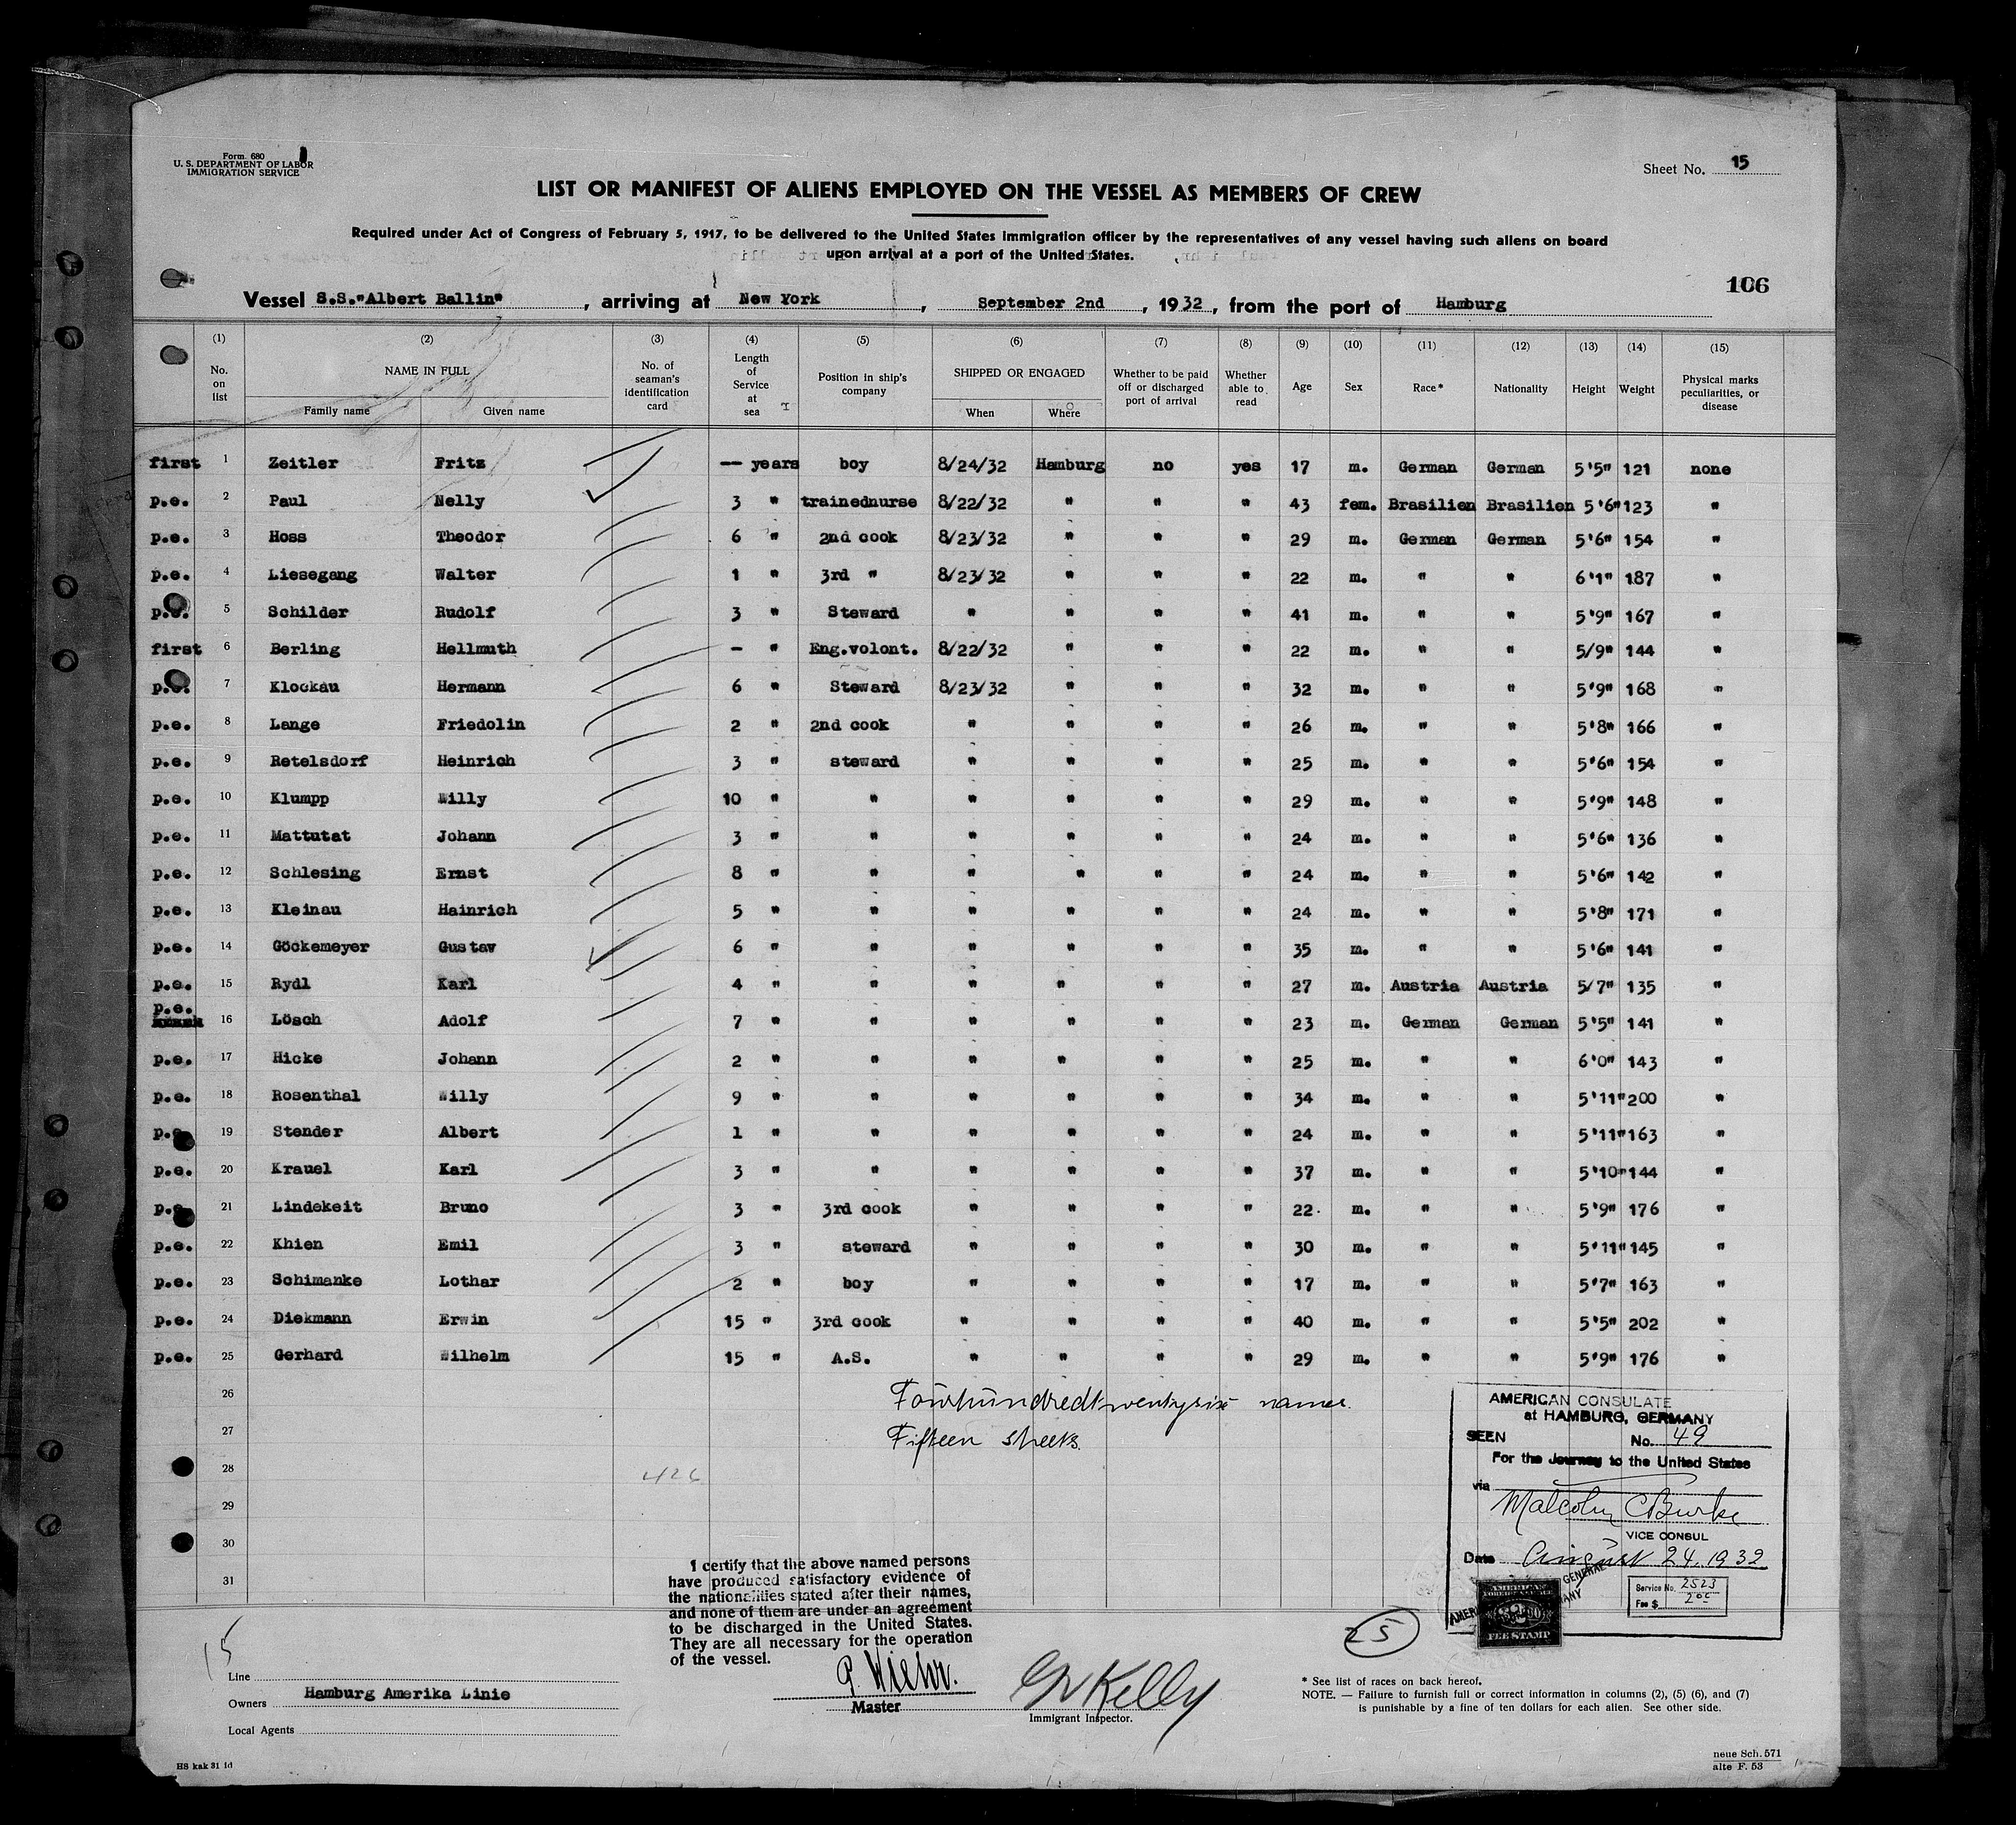 Form 680
U. S. DEPARTMENT OF LABOR
IMMIGRATION SERVICE
Sheet No. 15
LIST OR MANIFEST OF ALIENS EMPLOYED ON THE VESSEL AS MEMBERS OF CREW
Required under Act of Congress of February 5, 1917, to be delivered to the United States immigration officer by the representatives of any vessel having such aliens on board
upon arrival at a port of the United States.
106
Vessel S.S."Albert Ballin", arriving at New York, September 2nd, 1932, from the port of Hamburg
(1) (2) (3) (4) (5) (6) (7) (8) (9) (10) (11) (12) (13) (14) (15)
No. on list NAME IN FULL Family name Given name No. of seaman's identification card Length of Service at sea Position in ship's company SHIPPED OR ENGAGED When Where Whether to be paid off or discharged port of arrival Whether able to read Age Sex Race* Nationality Height Weight Physical marks peculiarities, or disease
first 1 Zeitler Fritz -- years boy 8/24/32 Hamburg no yes 17 m. German German 5'5" 121 none
p.e. 2 Paul Nelly 3 " trainednurse 8/22/32 " " " 43 fem. Brasilien Brasilien 5'6" 123 "
p.e. 3 Hoss Theodor 6 " 2nd cook 8/23/32 " " " 29 m. German German 5'6" 154 "
p.e. 4 Liesegang Walter 1 " 3rd " 8/23/32 " " " 22 m. " " 6'1" 187 "
p.e. 5 Schilder Rudolf 3 " Steward " " " " 41 m. " " 5'9" 167 "
first 6 Berling Hellmuth - " Eng.volont. 8/22/32 " " " 22 m. " " 5/9" 144 "
p.e. 7 Klockau Hermann 6 " Steward 8/23/32 " " " 32 m. " " 5'9" 168 "
p.e. 8 Lange Friedolin 2 " 2nd cook " " " " 26 m. " " 5'8" 166 "
p.e. 9 Retelsdorf Heinrich 3 " steward " " " " 25 m. " " 5'6" 154 "
p.e. 10 Klumpp Willy 10 " " " " " " 29 m. " " 5'9" 148 "
p.e. 11 Mattutat Johann 3 " " " " " " 24 m. " " 5'6" 136 "
p.e. 12 Schlesing Ernst 8 " " " " " " 24 m. " " 5'6" 142 "
p.e. 13 Kleinau Hainrich 5 " " " " " " 24 m. " " 5'8" 171 "
p.e. 14 Göckemeyer Gustav 6 " " " " " " 35 m. " " 5'6" 141 "
p.e. 15 Rydl Karl 4 " " " " " " 27 m. Austria Austria 5/7" 135 "
p.e. 16 Lösch Adolf 7 " " " " " " 23 m. German German 5'5" 141 "
p.e. 17 Hicke Johann 2 " " " " " " 25 m. " " 6'0" 143 "
p.e. 18 Rosenthal Willy 9 " " " " " " 34 m. " " 5'11" 200 "
p.e. 19 Stender Albert 1 " " " " " " 24 m. " " 5'11" 163 "
p.e. 20 Krauel Karl 3 " " " " " " 37 m. " " 5'10" 144 "
p.e. 21 Lindekeit Bruno 3 " 3rd cook " " " " 22 m. " " 5'9" 176 "
p.e. 22 Khien Emil 3 " steward " " " " 30 m. " " 5'11" 145 "
p.e. 23 Schimanke Lothar 2 " boy " " " " 17 m. " " 5'7" 163 "
p.e. 24 Diekmann Erwin 15 " 3rd cook " " " " 40 m. " " 5'5" 202 "
p.e. 25 Gerhard Wilhelm 15 " A.S. " " " " 29 m. " " 5'9" 176 "
26 Fourhundredtwentysix names.
27 Fifteen sheets.
28 426
29
30
31
AMERICAN CONSULATE
at HAMBURG, GERMANY
SEEN No. 49
For the Journey to the United States
via
Malcolm C Burke
VICE CONSUL
Date August 24. 1932
Service No. 2523
Fee $ 2
FEE STAMP
I certify that the above named persons
have produced satisfactory evidence of
the nationalities stated after their names,
and none of them are under an agreement
to be discharged in the United States.
They are all necessary for the operation
of the vessel.
25
15
Line
Owners Hamburg Amerika Linie
Local Agents
P. Wiehr.
Master
Kelly
Immigrant Inspector.
* See list of races on back hereof.
NOTE. — Failure to furnish full or correct information in columns (2), (5) (6), and (7)
is punishable by a fine of ten dollars for each alien. See other side.
HS kak 31 Id
neue Sch. 571
alte F. 53